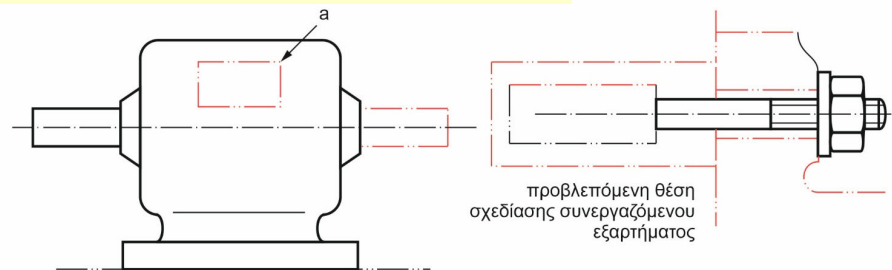 a
προβλεπόμενη θέση
σχεδίασης συνεργαζόμενου
εξαρτήματος